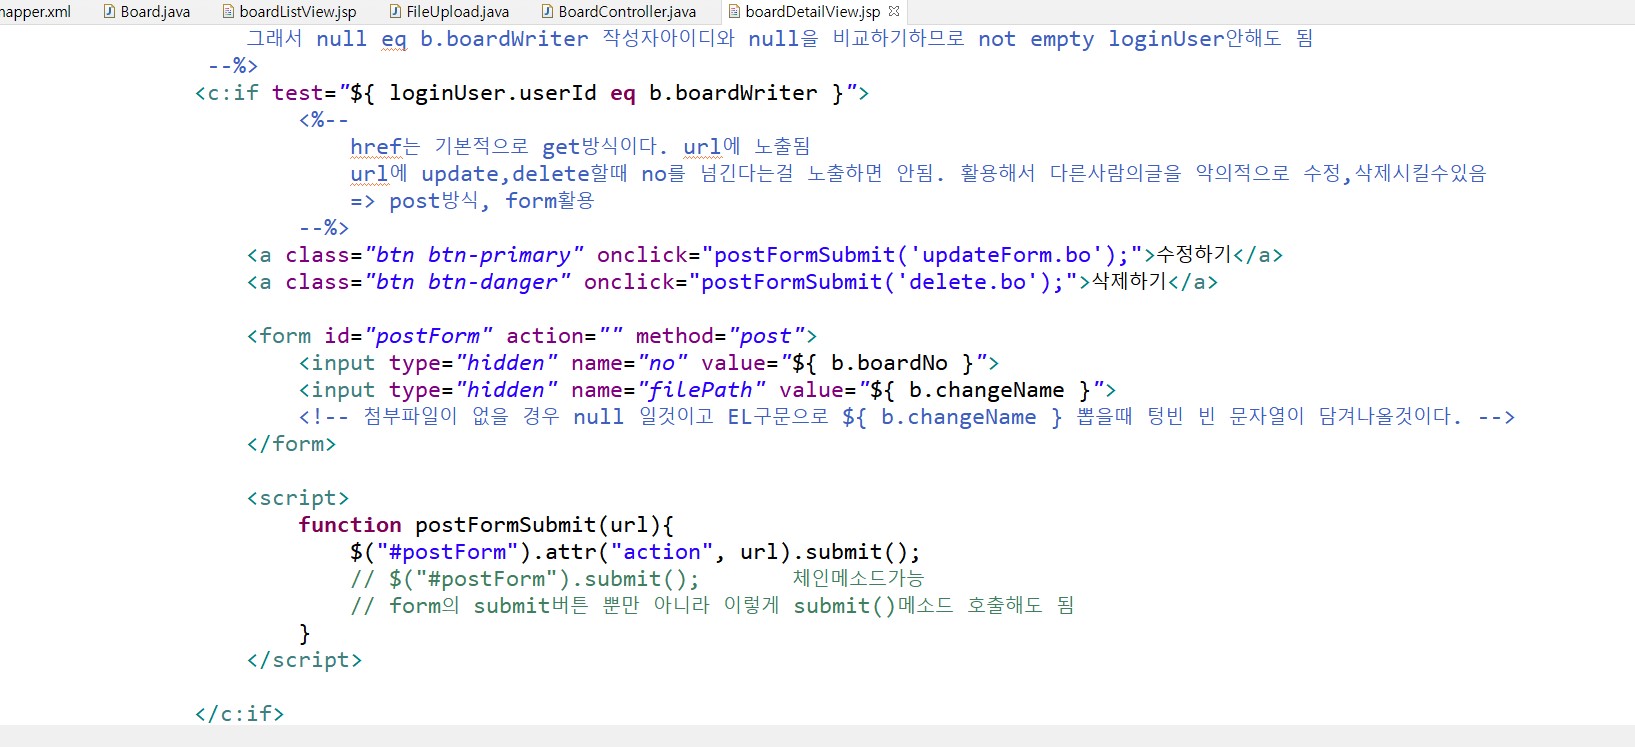 mapper.xml Board.java boardListView.jsp FileUpload.java BoardController.java boardDetailView.jsp
그래서 null eq b.boardWriter 작성자아이디와 null을 비교하기하므로 not empty loginUser안해도 됨
--%>
<c:if test="${ loginUser.userId eq b.boardWriter }">
<%--
href는 기본적으로 get방식이다. url에 노출됨
url에 update,delete할때 no를 넘긴다는걸 노출하면 안됨. 활용해서 다른사람의글을 악의적으로 수정,삭제시킬수있음
=> post방식, form활용
--%>
<a class="btn btn-primary" onclick="postFormSubmit('updateForm.bo');">수정하기</a>
<a class="btn btn-danger" onclick="postFormSubmit('delete.bo');">삭제하기</a>
<form id="postForm" action="" method="post">
<input type="hidden" name="no" value="${ b.boardNo }">
<input type="hidden" name="filePath" value="${ b.changeName }">
<!-- 첨부파일이 없을 경우 null 일것이고 EL구문으로 ${ b.changeName } 뽑을때 텅빈 빈 문자열이 담겨나올것이다. -->
</form>
<script>
function postFormSubmit(url){
$("#postForm").attr("action", url).submit();
// $("#postForm").submit(); 체인메소드가능
// form의 submit버튼 뿐만 아니라 이렇게 submit()메소드 호출해도 됨
}
</script>
</c:if>